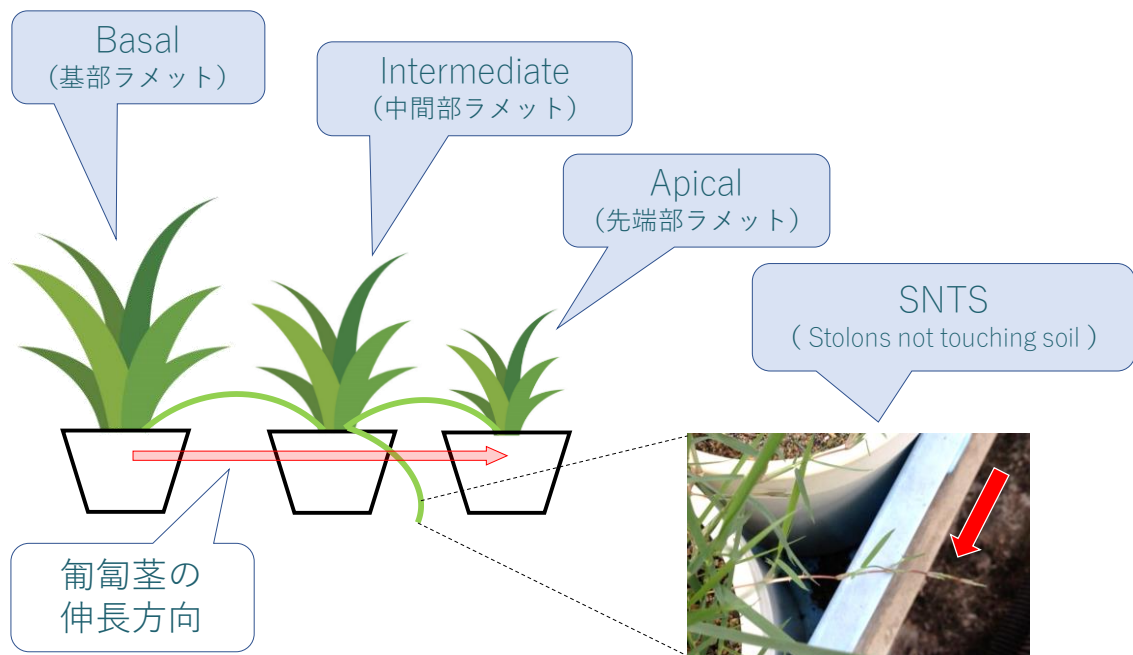 Basal
（基部ラメット）
Intermediate
（中間部ラメット）
Apical
（先端部ラメット）
SNTS
（ Stolons not touching soil ）
匍匐茎の
伸長方向